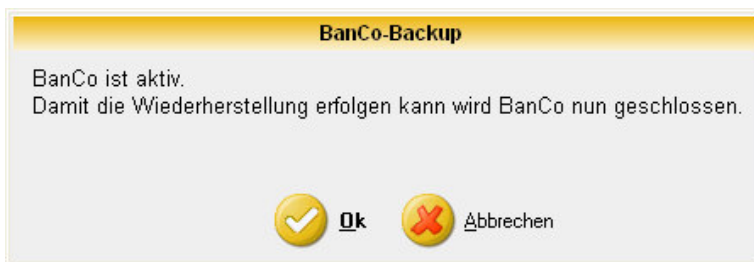 BanCo-Backup
BanCo ist aktiv.
Damit die Wiederherstellung erfolgen kann wird BanCo nun geschlossen.
Ok Abbrechen